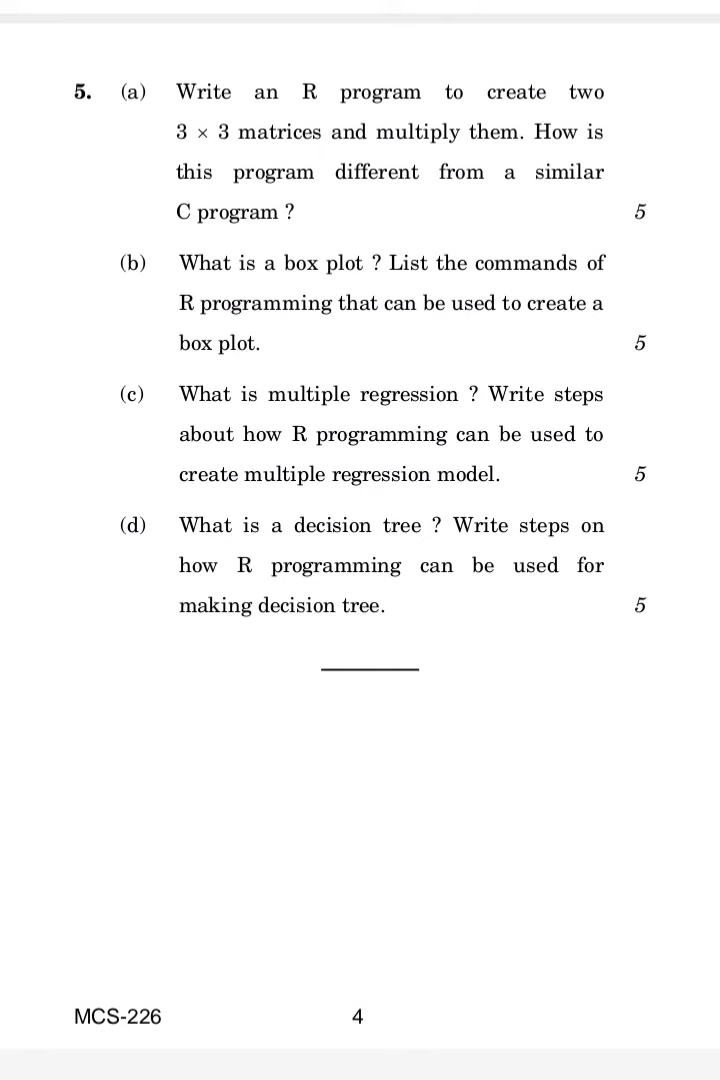 5. (a) Write an R program to create two
3 × 3 matrices and multiply them. How is
this program different from a similar
C program ? 5
(b) What is a box plot ? List the commands of
R programming that can be used to create a
box plot. 5
(c) What is multiple regression ? Write steps
about how R programming can be used to
create multiple regression model. 5
(d) What is a decision tree ? Write steps on
how R programming can be used for
making decision tree. 5
MCS-226 4